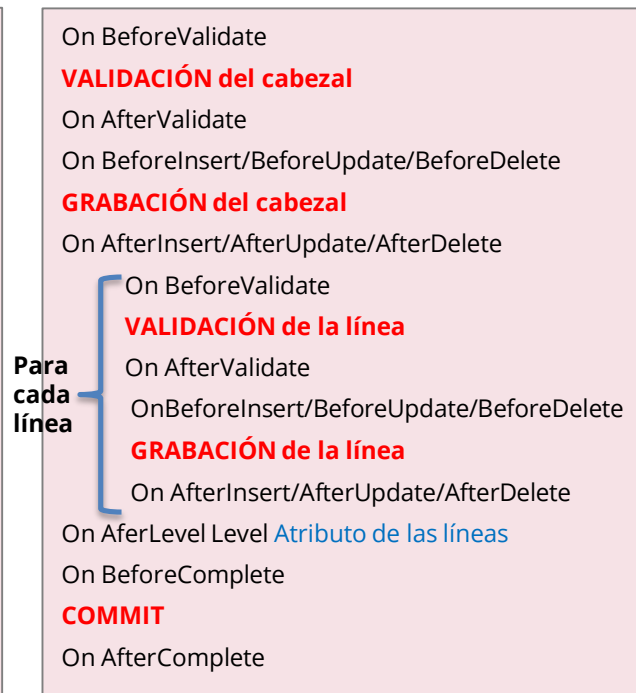 On BeforeValidate
VALIDACIÓN del cabezal
On AfterValidate
On BeforeInsert/BeforeUpdate/BeforeDelete
GRABACIÓN del cabezal
On AfterInsert/AfterUpdate/AfterDelete
Para cada línea
On BeforeValidate
VALIDACIÓN de la línea
On AfterValidate
OnBeforeInsert/BeforeUpdate/BeforeDelete
GRABACIÓN de la línea
On AfterInsert/AfterUpdate/AfterDelete
On AferLevel Level Atributo de las líneas
On BeforeComplete
COMMIT
On AfterComplete